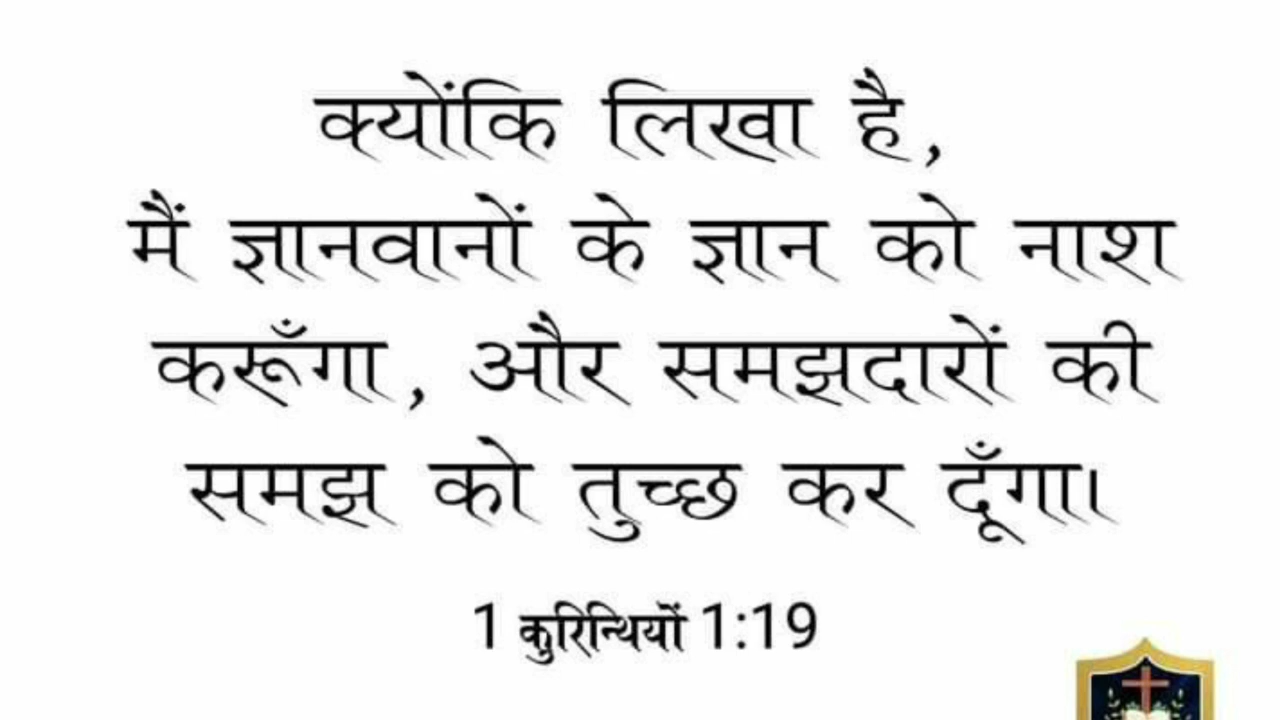 क्योंकि लिखा है,
मैं ज्ञानवानों के ज्ञान को नाश
करूँगा, और समझदारों की
समझ को तुच्छ कर दूँगा।
1 कुरिन्थियों 1:19